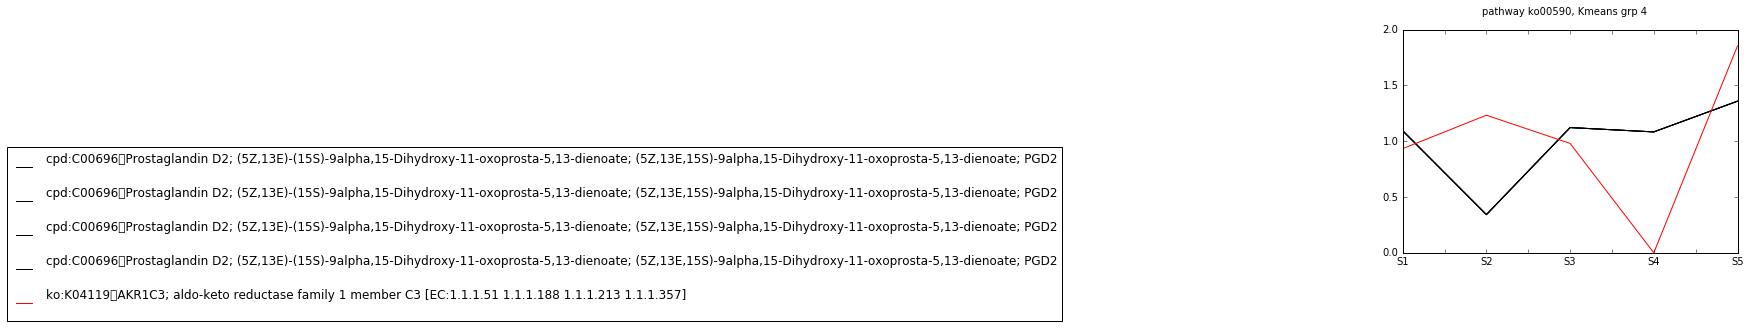 pathway ko00590, Kmeans grp 4
2.0
1.5
1.0
0.5
0.0
S1 S2 S3 S4 S5
cpd:C00696▯Prostaglandin D2; (5Z,13E)-(15S)-9alpha,15-Dihydroxy-11-oxoprosta-5,13-dienoate; (5Z,13E,15S)-9alpha,15-Dihydroxy-11-oxoprosta-5,13-dienoate; PGD2
cpd:C00696▯Prostaglandin D2; (5Z,13E)-(15S)-9alpha,15-Dihydroxy-11-oxoprosta-5,13-dienoate; (5Z,13E,15S)-9alpha,15-Dihydroxy-11-oxoprosta-5,13-dienoate; PGD2
cpd:C00696▯Prostaglandin D2; (5Z,13E)-(15S)-9alpha,15-Dihydroxy-11-oxoprosta-5,13-dienoate; (5Z,13E,15S)-9alpha,15-Dihydroxy-11-oxoprosta-5,13-dienoate; PGD2
cpd:C00696▯Prostaglandin D2; (5Z,13E)-(15S)-9alpha,15-Dihydroxy-11-oxoprosta-5,13-dienoate; (5Z,13E,15S)-9alpha,15-Dihydroxy-11-oxoprosta-5,13-dienoate; PGD2
ko:K04119▯AKR1C3; aldo-keto reductase family 1 member C3 [EC:1.1.1.51 1.1.1.188 1.1.1.213 1.1.1.357]